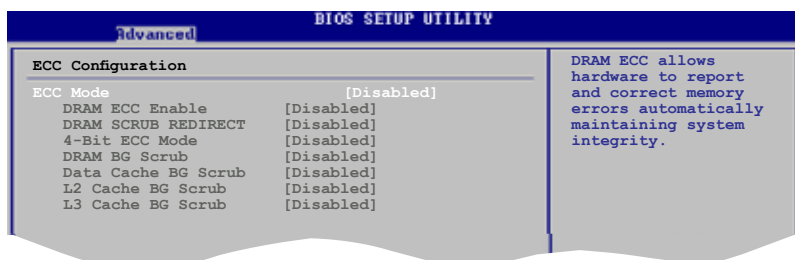 BIOS SETUP UTILITY
Advanced
ECC Configuration
ECC Mode [Disabled]
DRAM ECC Enable [Disabled]
DRAM SCRUB REDIRECT [Disabled]
4-Bit ECC Mode [Disabled]
DRAM BG Scrub [Disabled]
Data Cache BG Scrub [Disabled]
L2 Cache BG Scrub [Disabled]
L3 Cache BG Scrub [Disabled]
DRAM ECC allows
hardware to report
and correct memory
errors automatically
maintaining system
integrity.